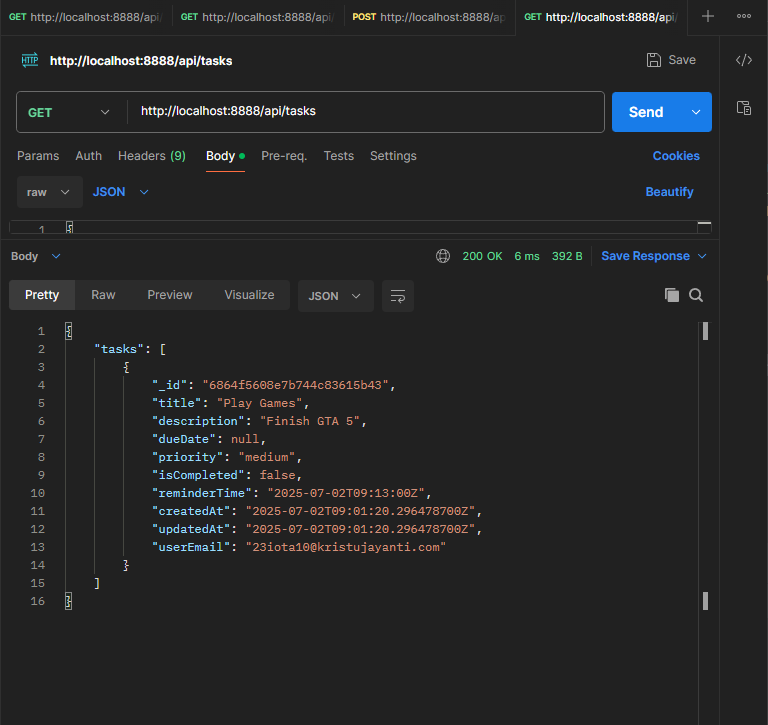 GET http://localhost:8888/api/
GET http://localhost:8888/api/
POST http://localhost:8888/ap
GET http://localhost:8888/api/
HTTP http://localhost:8888/api/tasks
Save
GET http://localhost:8888/api/tasks
Send
Params Auth Headers (9) Body Pre-req. Tests Settings Cookies
raw JSON Beautify
1 {
Body 200 OK 6 ms 392 B Save Response
Pretty Raw Preview Visualize JSON
1 {
2 "tasks": [
3 {
4 "_id": "6864f5608e7b744c83615b43",
5 "title": "Play Games",
6 "description": "Finish GTA 5",
7 "dueDate": null,
8 "priority": "medium",
9 "isCompleted": false,
10 "reminderTime": "2025-07-02T09:13:00Z",
11 "createdAt": "2025-07-02T09:01:20.296478700Z",
12 "updatedAt": "2025-07-02T09:01:20.296478700Z",
13 "userEmail": "23iota10@kristujayanti.com"
14 }
15 ]
16 }